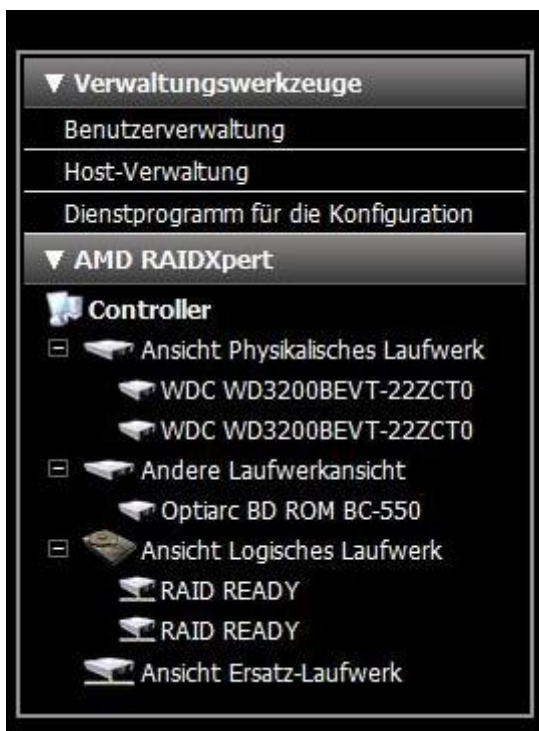 ▼ Verwaltungswerkzeuge
Benutzerverwaltung
Host-Verwaltung
Dienstprogramm für die Konfiguration
▼ AMD RAIDXpert
Controller
Ansicht Physikalisches Laufwerk
WDC WD3200BEVT-22ZCT0
WDC WD3200BEVT-22ZCT0
Andere Laufwerkansicht
Optiarc BD ROM BC-550
Ansicht Logisches Laufwerk
RAID READY
RAID READY
Ansicht Ersatz-Laufwerk